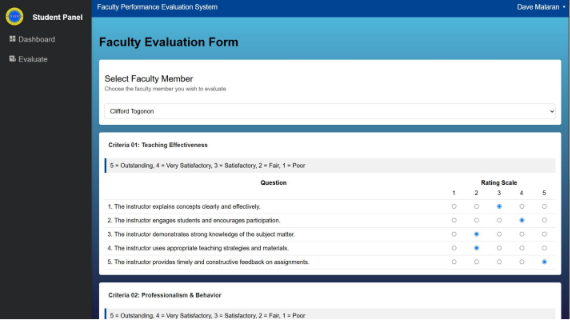 Student Panel
Dashboard
Evaluate
Faculty Performance Evaluation System
Dave Malaran
Faculty Evaluation Form
Select Faculty Member
Choose the faculty member you wish to evaluate
Clifford Togonon
Criteria 01: Teaching Effectiveness
5 = Outstanding, 4 = Very Satisfactory, 3 = Satisfactory, 2 = Fair, 1 = Poor
Question Rating Scale
1 2 3 4 5
1. The instructor explains concepts clearly and effectively.
2. The instructor engages students and encourages participation.
3. The instructor demonstrates strong knowledge of the subject matter.
4. The instructor uses appropriate teaching strategies and materials.
5. The instructor provides timely and constructive feedback on assignments.
Criteria 02: Professionalism & Behavior
5 = Outstanding, 4 = Very Satisfactory, 3 = Satisfactory, 2 = Fair, 1 = Poor